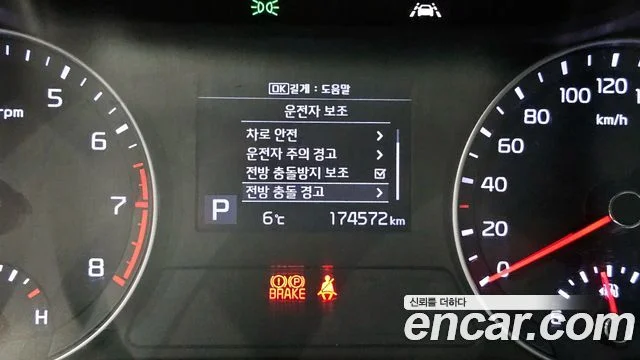 OK길게 : 도움말
운전자 보조
차로 안전 >
운전자 주의 경고 >
전방 충돌방지 보조
전방 충돌 경고 >
P 6℃ 174572 km
5
rpm
6
7
8
H
BRAKE
0
20
40
60
80
100
120
km/h
E
신뢰를 더하다
encar.com